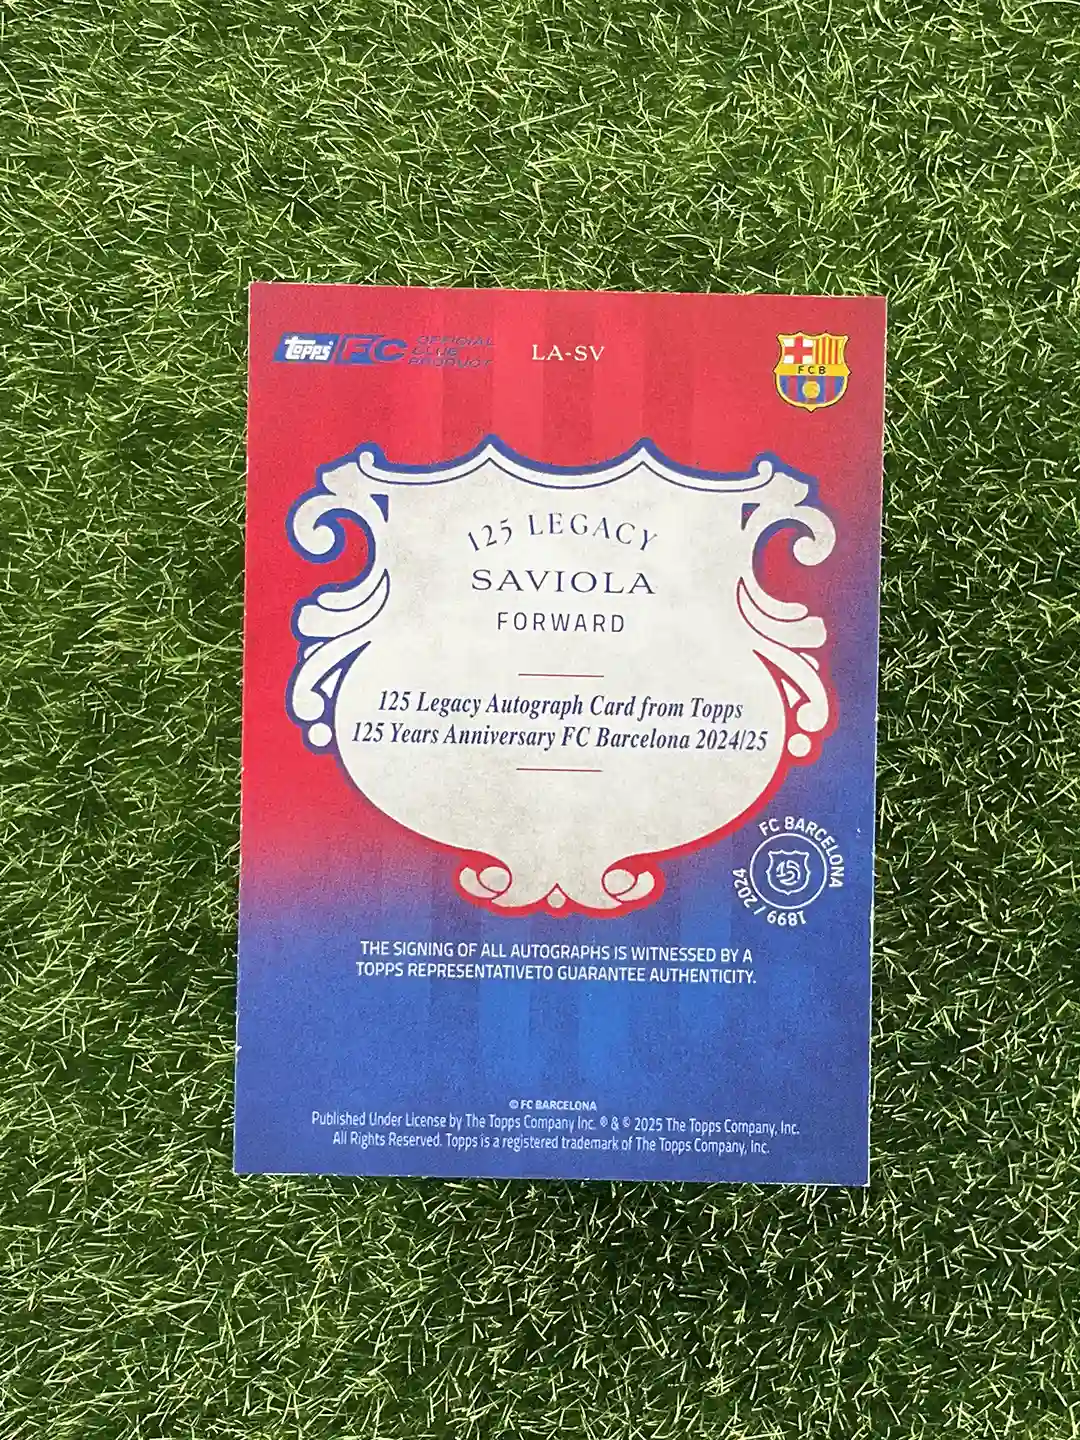 TOPPS FC OFFICIAL CLUB PRODUCT
LA-SV
FCB
125 LEGACY
SAVIOLA
FORWARD
125 Legacy Autograph Card from Topps
125 Years Anniversary FC Barcelona 2024/25
FC BARCELONA
125
1899 / 2024
THE SIGNING OF ALL AUTOGRAPHS IS WITNESSED BY A
TOPPS REPRESENTATIVETO GUARANTEE AUTHENTICITY.
© FC BARCELONA
Published Under License by The Topps Company Inc. ® & © 2025 The Topps Company, Inc.
All Rights Reserved. Topps is a registered trademark of The Topps Company, Inc.